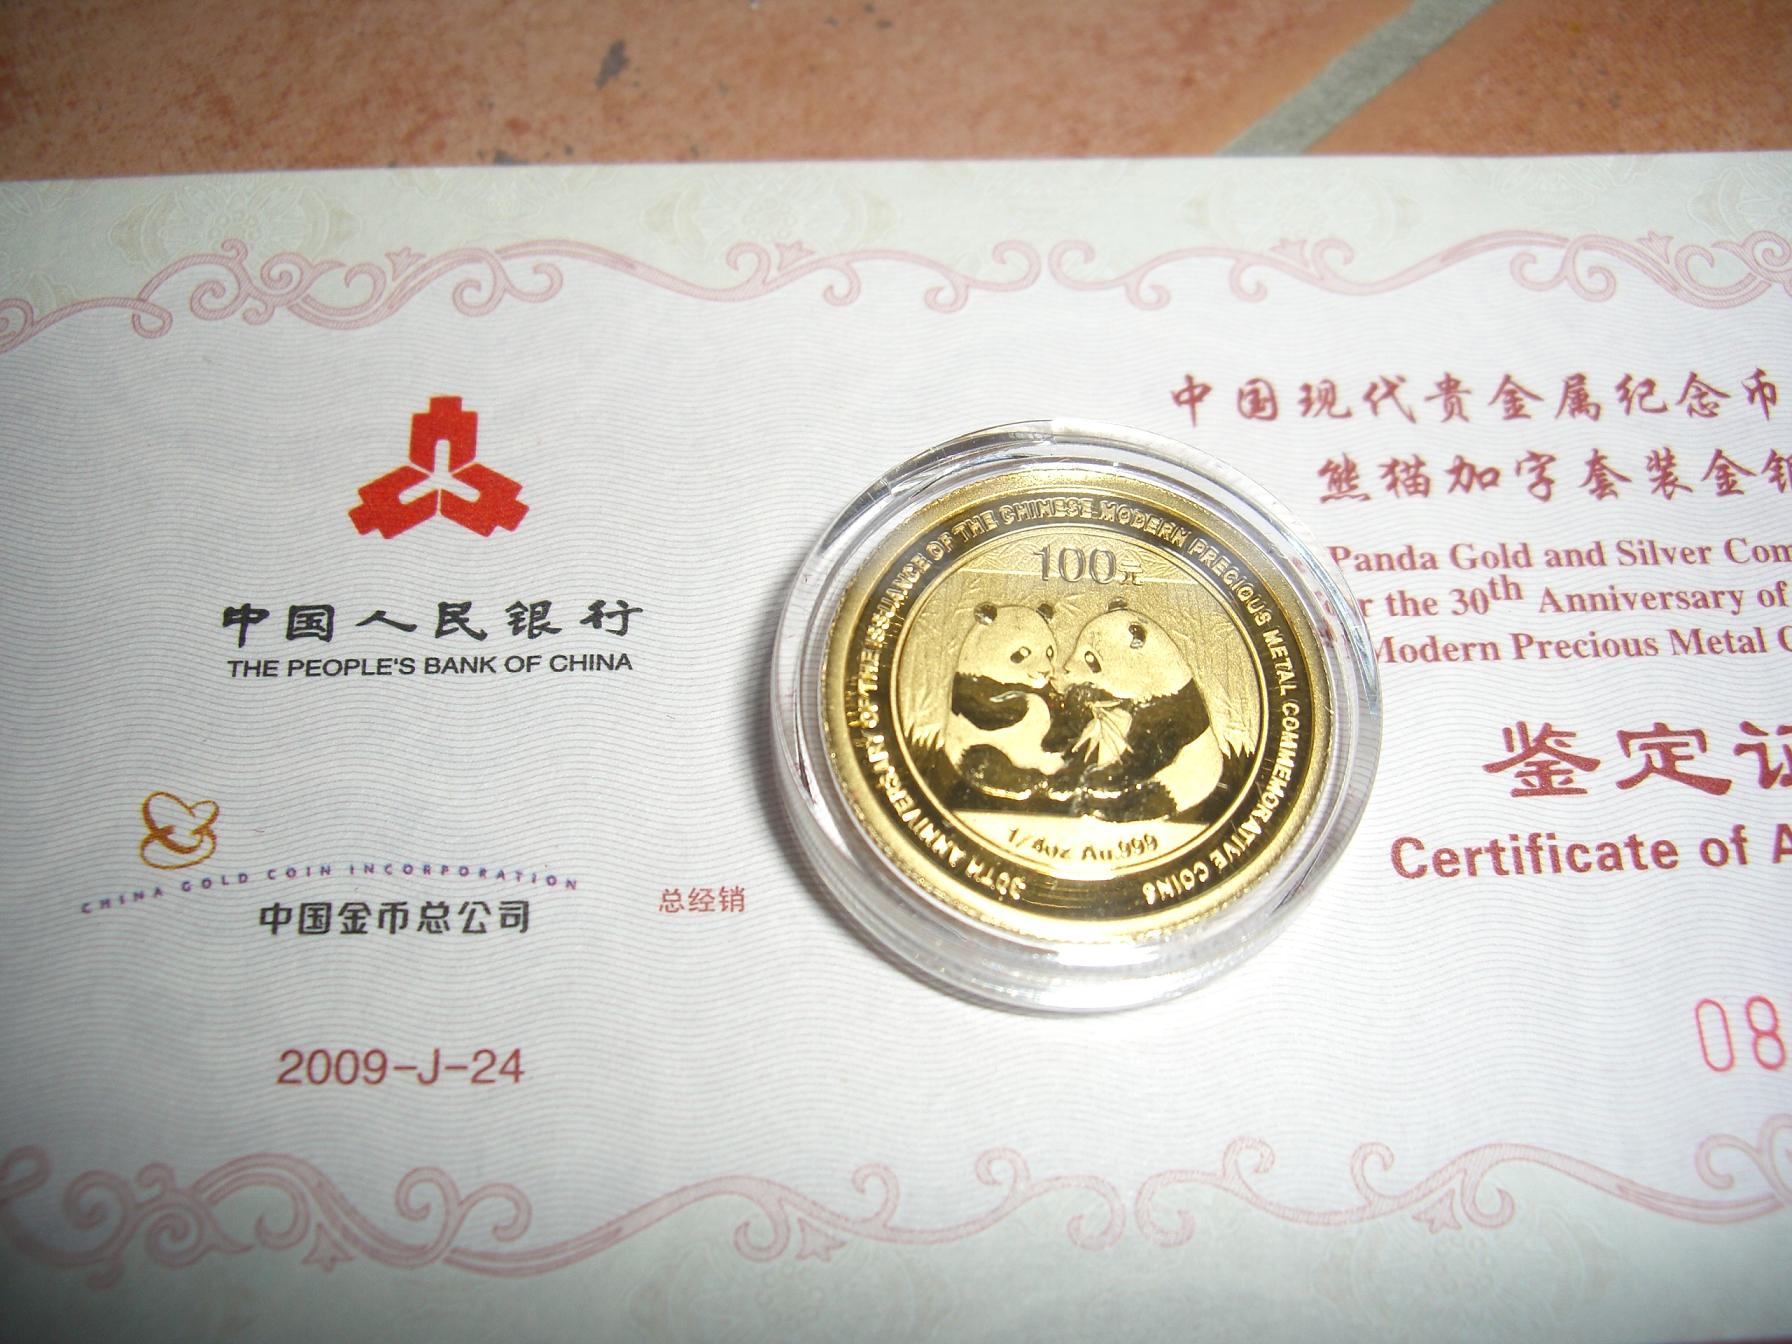 中国人民银行
THE PEOPLE'S BANK OF CHINA
CHINA GOLD COIN INCORPORATION
中国金币总公司
总经销
2009-J-24
30TH ANNIVERSARY OF THE ISSUANCE OF THE CHINESE MODERN PRECIOUS METAL COMMEMORATIVE COINS
100元
1/4oz Au.999
中国现代贵金属纪念币
熊猫加字套装金银
Panda Gold and Silver Com
r the 30th Anniversary of
Modern Precious Metal C
鉴定证
Certificate of A
08